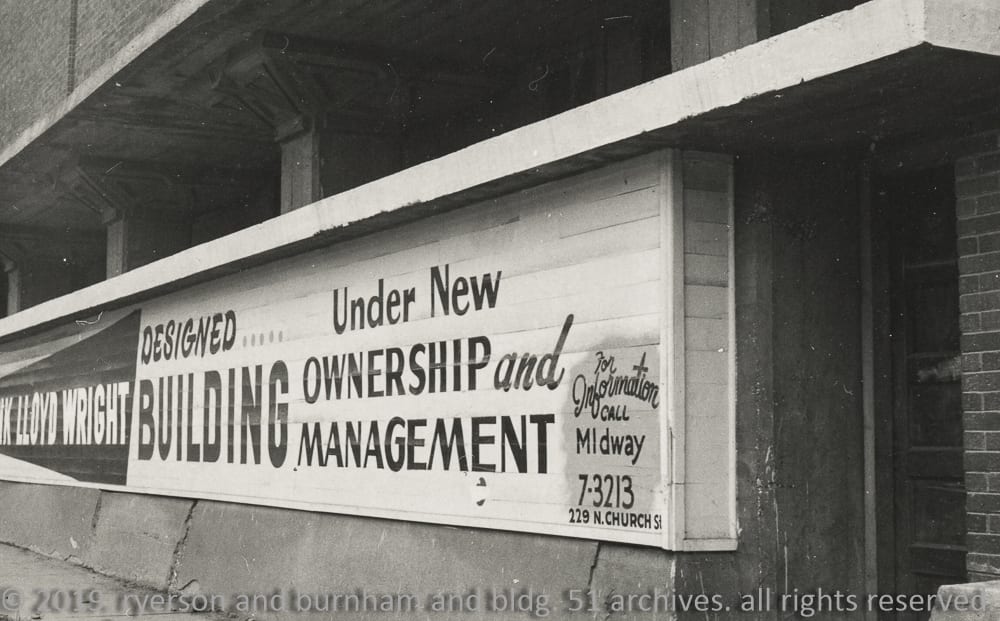 NK LLOYD WRIGHT
DESIGNED.....
BUILDING
Under New
OWNERSHIP and
MANAGEMENT
For
Information
CALL
MIdway
7-3213
229 N.CHURCH St
© 2019. ryerson and burnham. and bldg. 51 archives. all rights reserved.